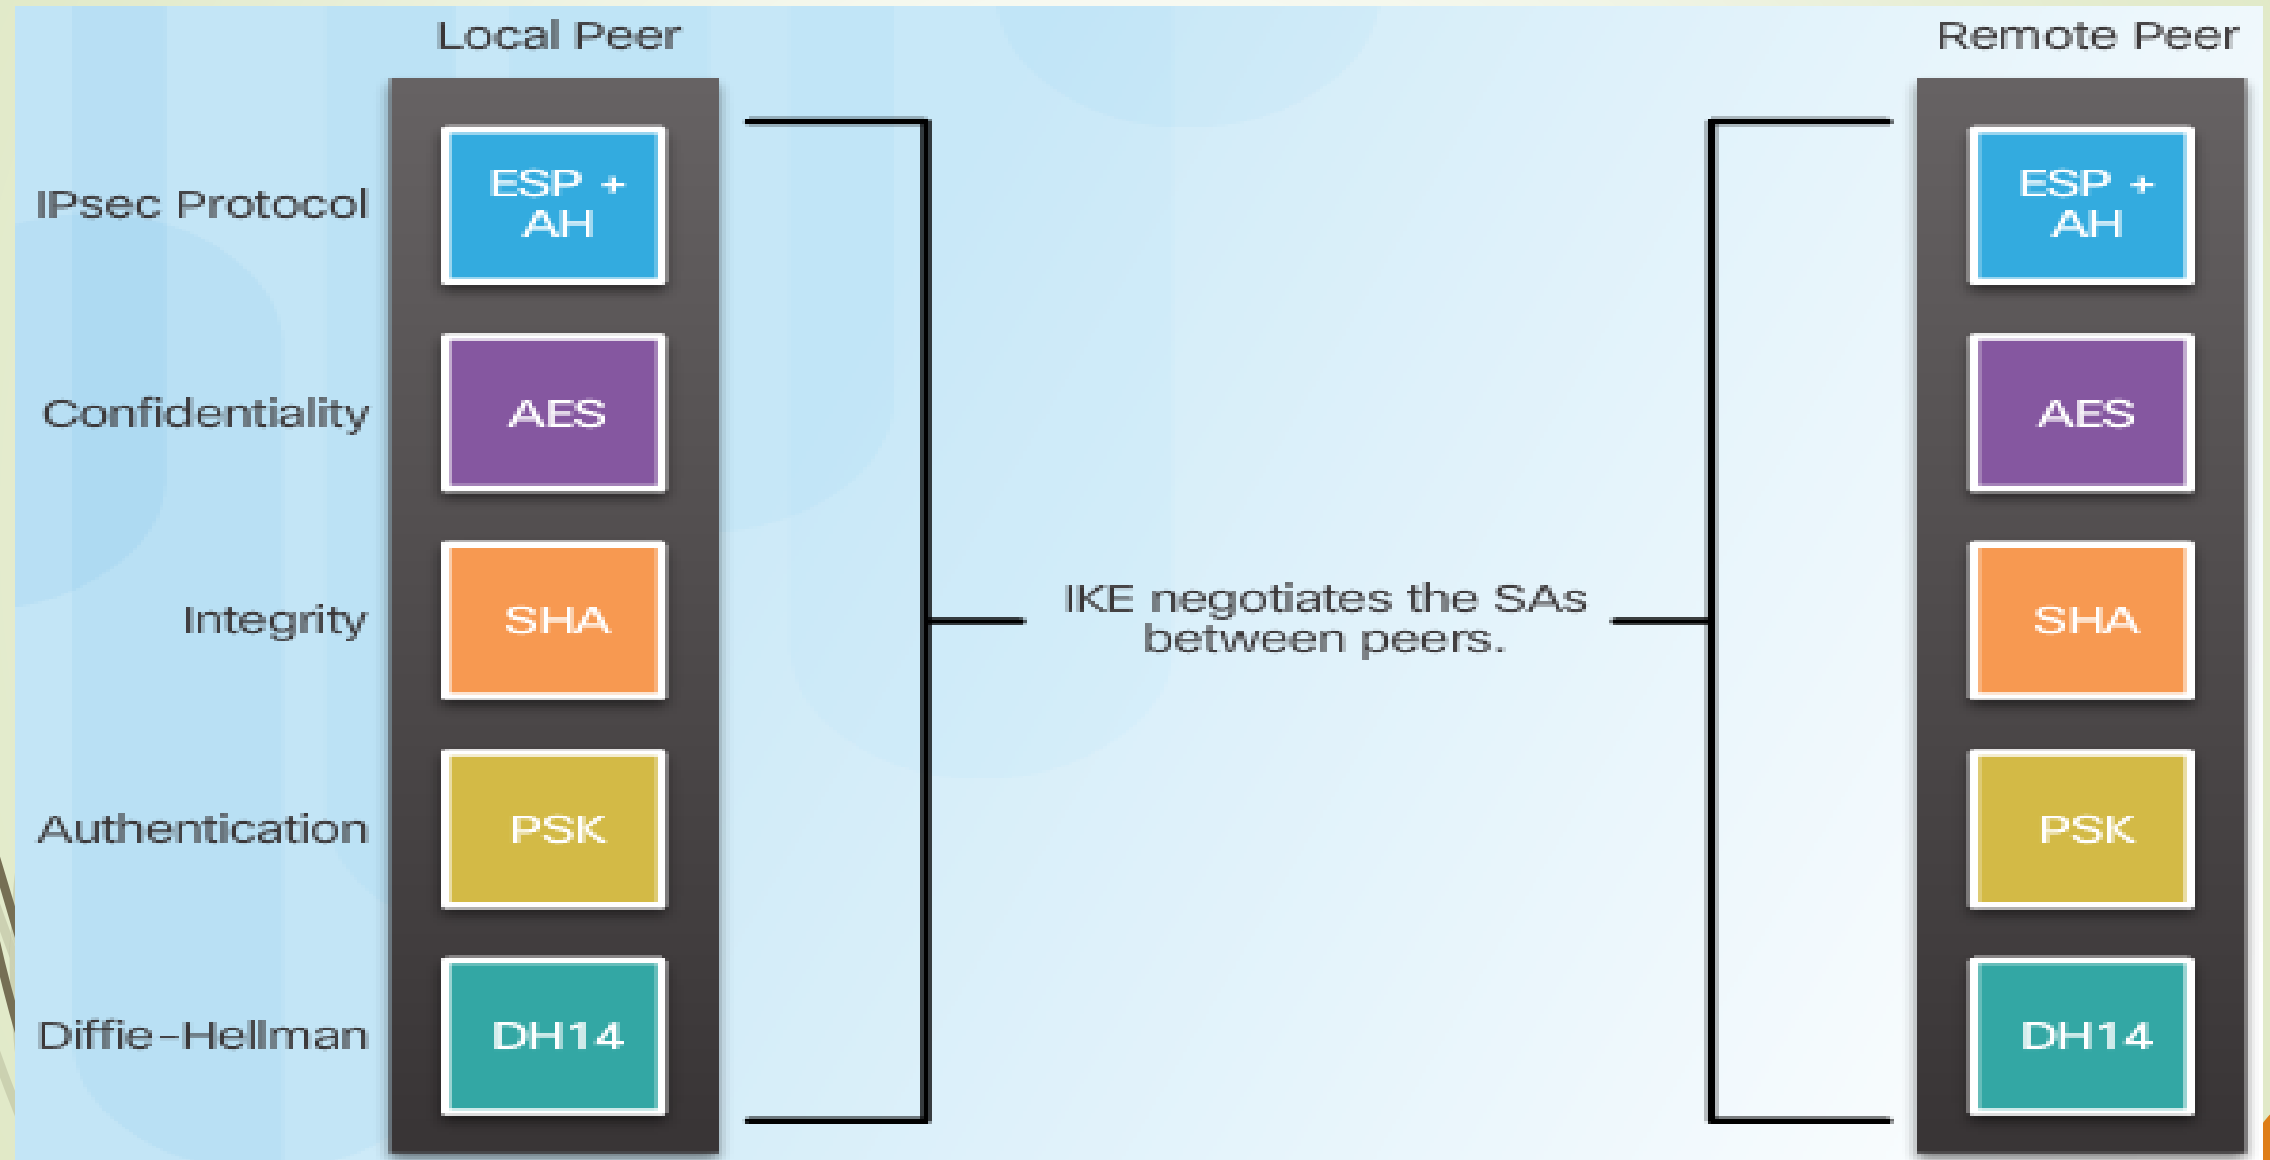 Local Peer
Remote Peer
IPsec Protocol
ESP +
AH
ESP +
AH
Confidentiality
AES
AES
Integrity
SHA
IKE negotiates the SAs
between peers.
SHA
Authentication
PSK
PSK
Diffie-Hellman
DH14
DH14